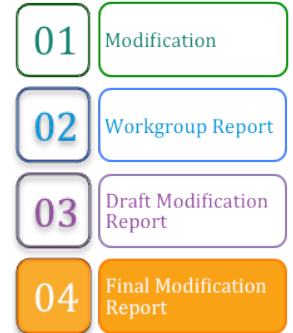 01 Modification
02 Workgroup Report
03 Draft Modification
Report
04 Final Modification
Report